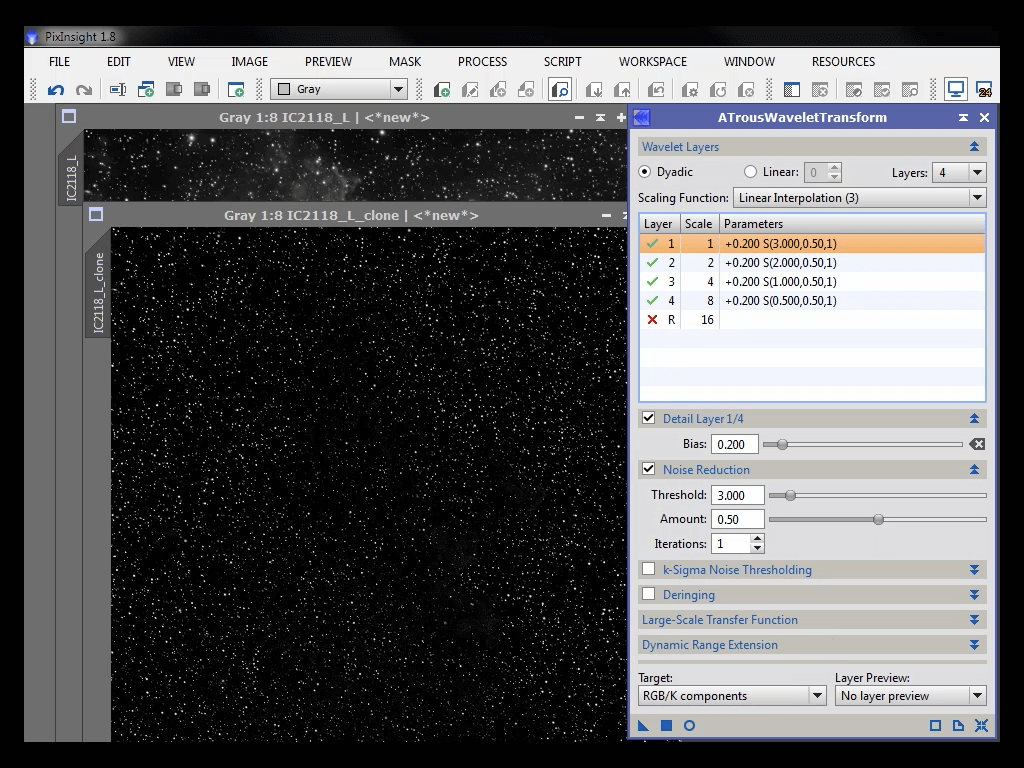 PixInsight 1.8
FILE EDIT VIEW IMAGE PREVIEW MASK PROCESS SCRIPT WORKSPACE WINDOW RESOURCES
Gray
24
Gray 1:8 IC2118_L | <*new*>
IC2118_L
Gray 1:8 IC2118_L_clone | <*new*>
IC2118_L_clone
ATrousWaveletTransform
Wavelet Layers
Dyadic Linear: 0 Layers: 4
Scaling Function: Linear Interpolation (3)
Layer Scale Parameters
1 1 +0.200 S(3.000,0.50,1)
2 2 +0.200 S(2.000,0.50,1)
3 4 +0.200 S(1.000,0.50,1)
4 8 +0.200 S(0.500,0.50,1)
R 16
Detail Layer 1/4
Bias: 0.200
Noise Reduction
Threshold: 3.000
Amount: 0.50
Iterations: 1
k-Sigma Noise Thresholding
Deringing
Large-Scale Transfer Function
Dynamic Range Extension
Target: Layer Preview:
RGB/K components No layer preview